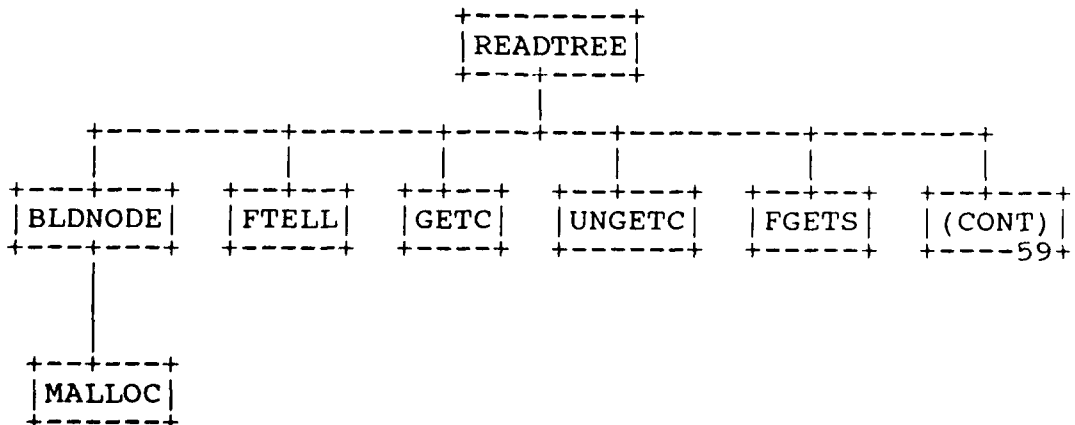 READTREE
BLDNODE FTELL GETC UNGETC FGETS (CONT)
59
MALLOC